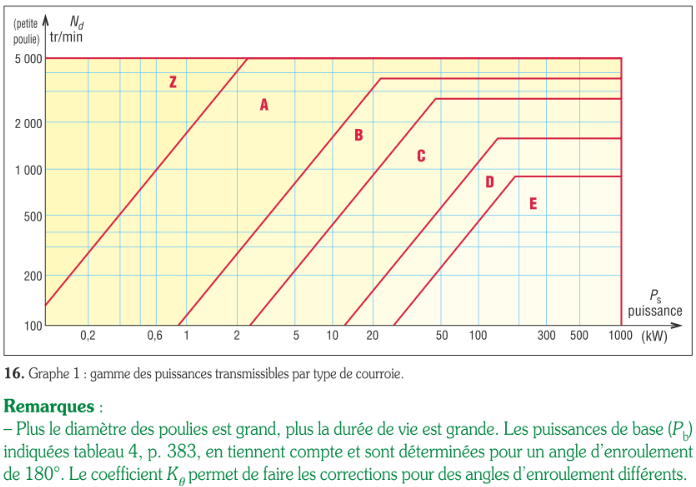 (petite
poulie)
N_d
tr/min
5 000
2 000
1 000
500
200
100
Z
A
B
C
D
E
P_s
puissance
(kW)
0,2
0,6
1
2
5
10
20
50
100
300
500
1000
16. Graphe 1 : gamme des puissances transmissibles par type de courroie.
Remarques :
– Plus le diamètre des poulies est grand, plus la durée de vie est grande. Les puissances de base (P_b)
indiquées tableau 4, p. 383, en tiennent compte et sont déterminées pour un angle d'enroulement
de 180°. Le coefficient K_θ permet de faire les corrections pour des angles d'enroulement différents.